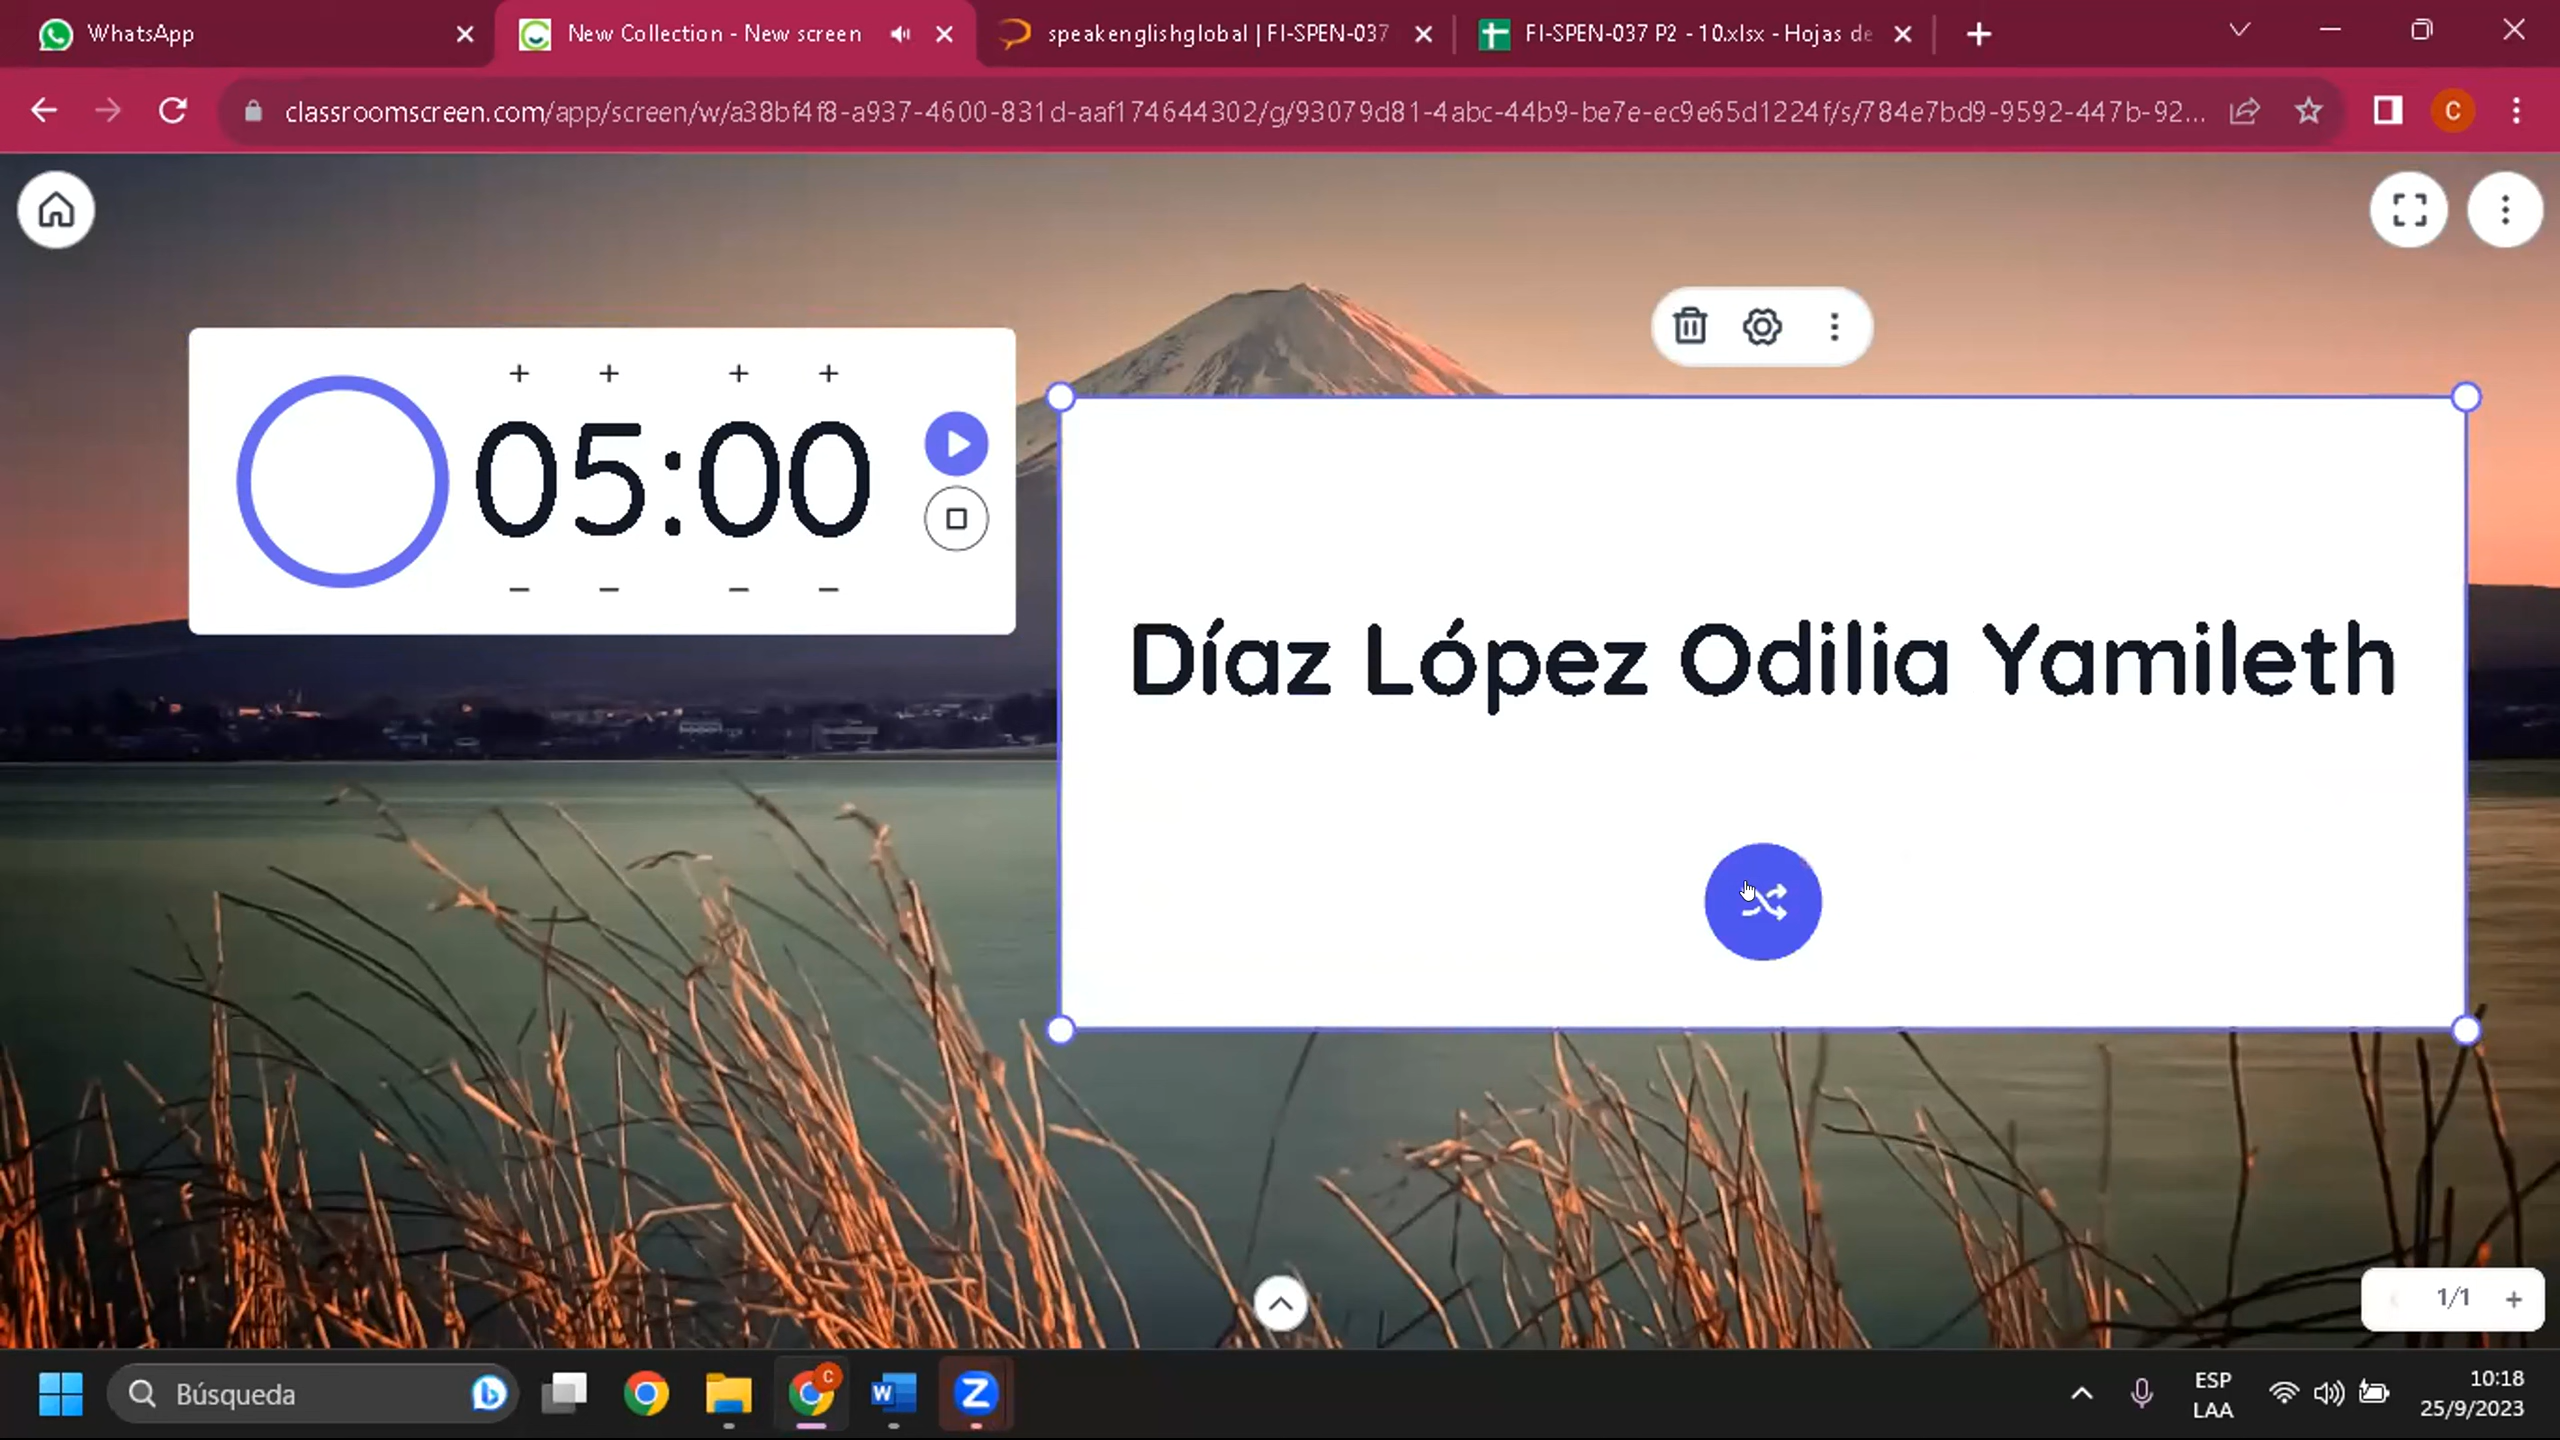 WhatsApp
New Collection - New screen
speakenglishglobal | FI-SPEN-037
FI-SPEN-037 P2 - 10.xlsx - Hojas de
classroomscreen.com/app/screen/w/a38bf4f8-a937-4600-831d-aaf174644302/g/93079d81-4abc-44b9-be7e-ec9e65d1224f/s/784e7bd9-9592-447b-92...
C
+ + + +
05:00
− − − −
Díaz López Odilia Yamileth
1/1 +
Búsqueda
C
ESP
LAA
10:18
25/9/2023